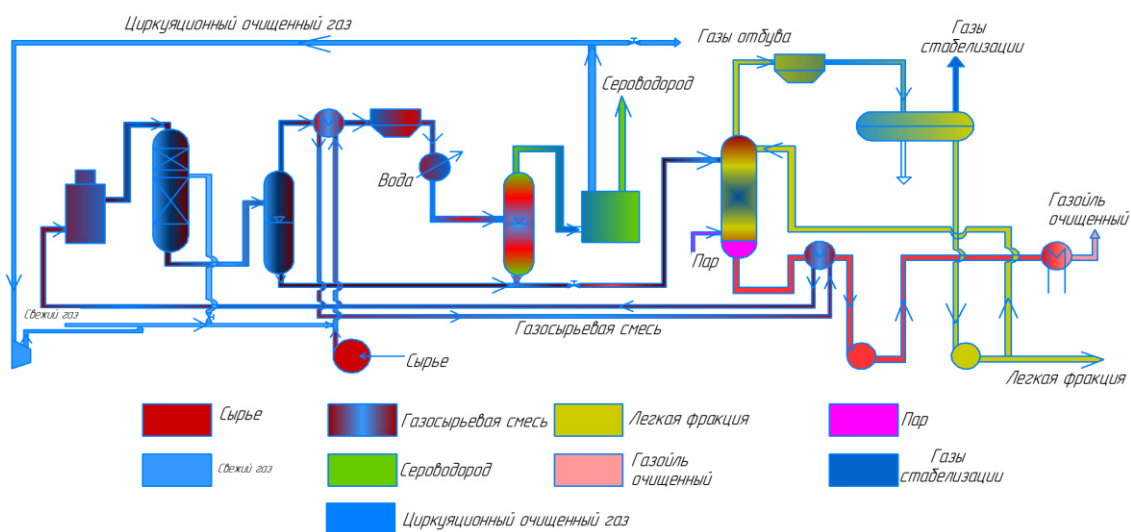 Циркуяционный очищенный газ
Газы отбува
Газы
стабелизации
Сероводород
Вода
Газойль
очищенный
Пар
Свежий газ
Газосырьевая смесь
Сырье
Легкая фракция
Сырье
Газосырьевая смесь
Легкая фракция
Пар
Свежий газ
Сероводород
Газойль
очищенный
Газы
стабелизации
Циркуяционный очищенный газ